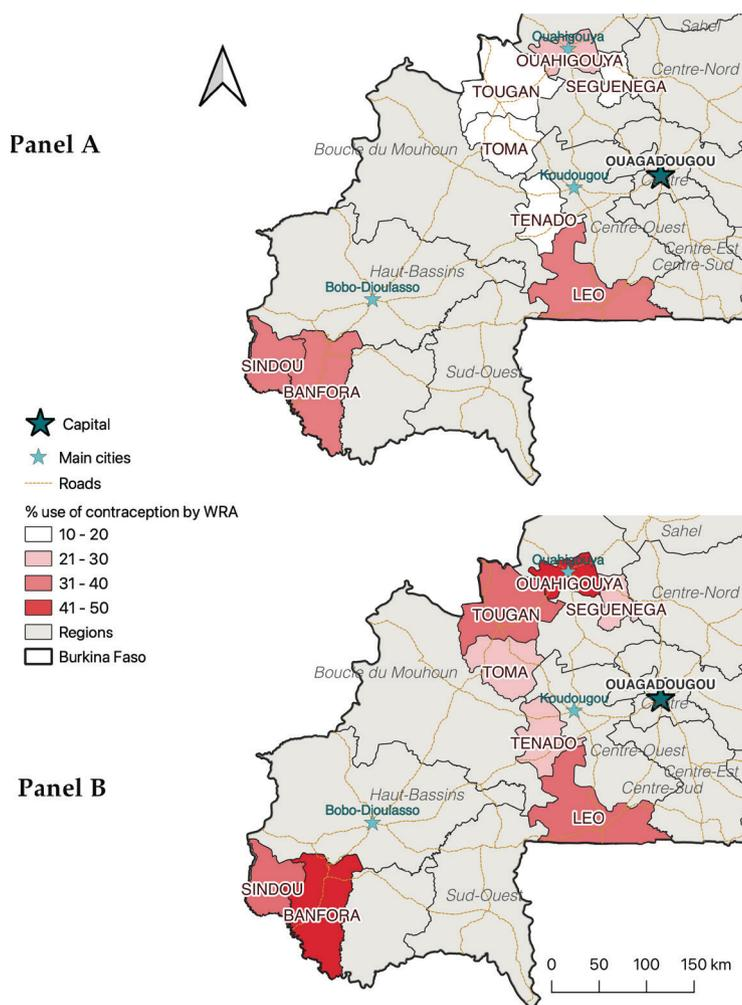 Sahel
Ouahigouya
OUAHIGOUYA
Centre-Nord
TOUGAN
SEGUENEGA
Panel A
Boucle du Mouhoun
TOMA
OUAGADOUGOU
Koudougou
Centre
TENADO
Centre-Ouest
Centre-Est
Centre-Sud
Haut-Bassins
Bobo-Dioulasso
LEO
SINDOU
Sud-Ouest
BANFORA
Capital
Main cities
Roads
% use of contraception by WRA
10 - 20
21 - 30
31 - 40
41 - 50
Regions
Burkina Faso
Sahel
Ouahigouya
OUAHIGOUYA
Centre-Nord
TOUGAN
SEGUENEGA
Boucle du Mouhoun
TOMA
OUAGADOUGOU
Koudougou
Centre
TENADO
Centre-Ouest
Centre-Est
Centre-Sud
Panel B
Haut-Bassins
Bobo-Dioulasso
LEO
SINDOU
Sud-Ouest
BANFORA
0 50 100 150 km